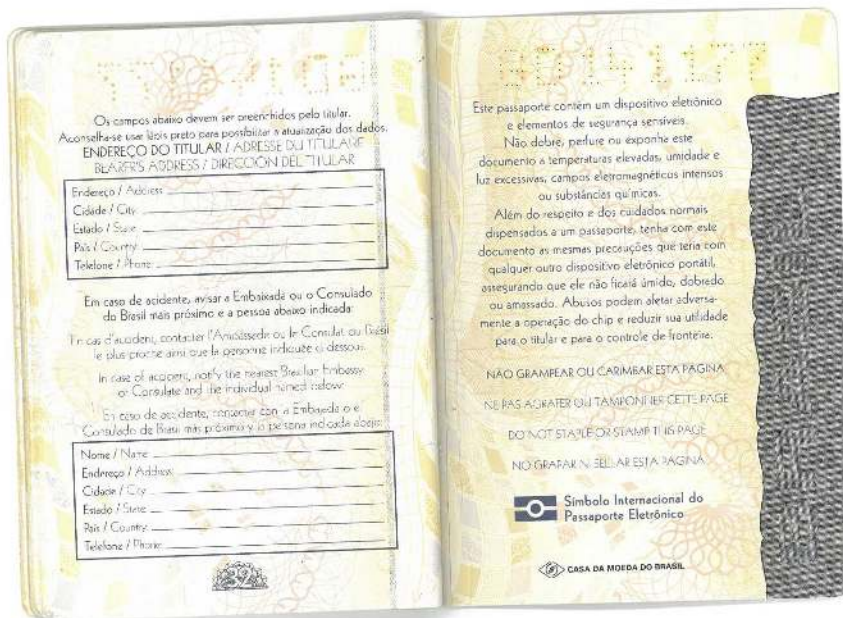 Os campos abaixo devem ser preenchidos pelo titular.
Aconselha-se usar lápis preto para possibilitar a atualização dos dados.
ENDEREÇO DO TITULAR / ADRESSE DU TITULAIRE
BEARER'S ADDRESS / DIRECCIÓN DEL TITULAR
Endereço / Address
Cidade / City
Estado / State
País / Country
Telefone / Phone
Em caso de acidente, avisar a Embaixada ou o Consulado
do Brasil mais próximo e a pessoa abaixo indicada:
En cas d'accident, contacter l'Ambassade ou le Consulat du Brésil
le plus proche ainsi que la personne indiquée ci-dessous:
In case of accident, notify the nearest Brazilian Embassy
or Consulate and the individual named below:
En caso de accidente, contactar con la Embajada o el
Consulado de Brasil más próximo y la persona indicada abajo:
Nome / Name
Endereço / Address
Cidade / City
Estado / State
País / Country
Telefone / Phone
32
Este passaporte contém um dispositivo eletrônico
e elementos de segurança sensíveis.
Não dobre, perfure ou exponha este
documento a temperaturas elevadas, umidade e
luz excessivas, campos eletromagnéticos intensos
ou substâncias químicas.
Além do respeito e dos cuidados normais
dispensados a um passaporte, tenha com este
documento as mesmas precauções que teria com
qualquer outro dispositivo eletrônico portátil,
assegurando que ele não ficará úmido, dobrado
ou amassado. Abusos podem afetar adversa-
mente a operação do chip e reduzir sua utilidade
para o titular e para o controle de fronteira.
NÃO GRAMPEAR OU CARIMBAR ESTA PÁGINA
NE PAS AGRAFER OU TAMPONNER CETTE PAGE
DO NOT STAPLE OR STAMP THIS PAGE
NO GRAPAR NI SELLAR ESTA PÁGINA
Símbolo Internacional do
Passaporte Eletrônico
CASA DA MOEDA DO BRASIL